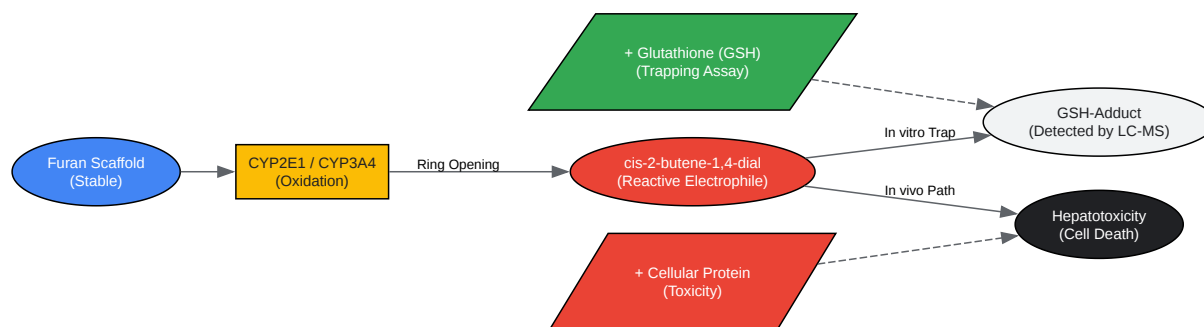 + Glutathione (GSH)
(Trapping Assay)
GSH-Adduct
(Detected by LC-MS)
In vitro Trap
Furan Scaffold
(Stable)
CYP2E1 / CYP3A4
(Oxidation)
Ring Opening
cis-2-butene-1,4-dial
(Reactive Electrophile)
In vivo Path
Hepatotoxicity
(Cell Death)
+ Cellular Protein
(Toxicity)